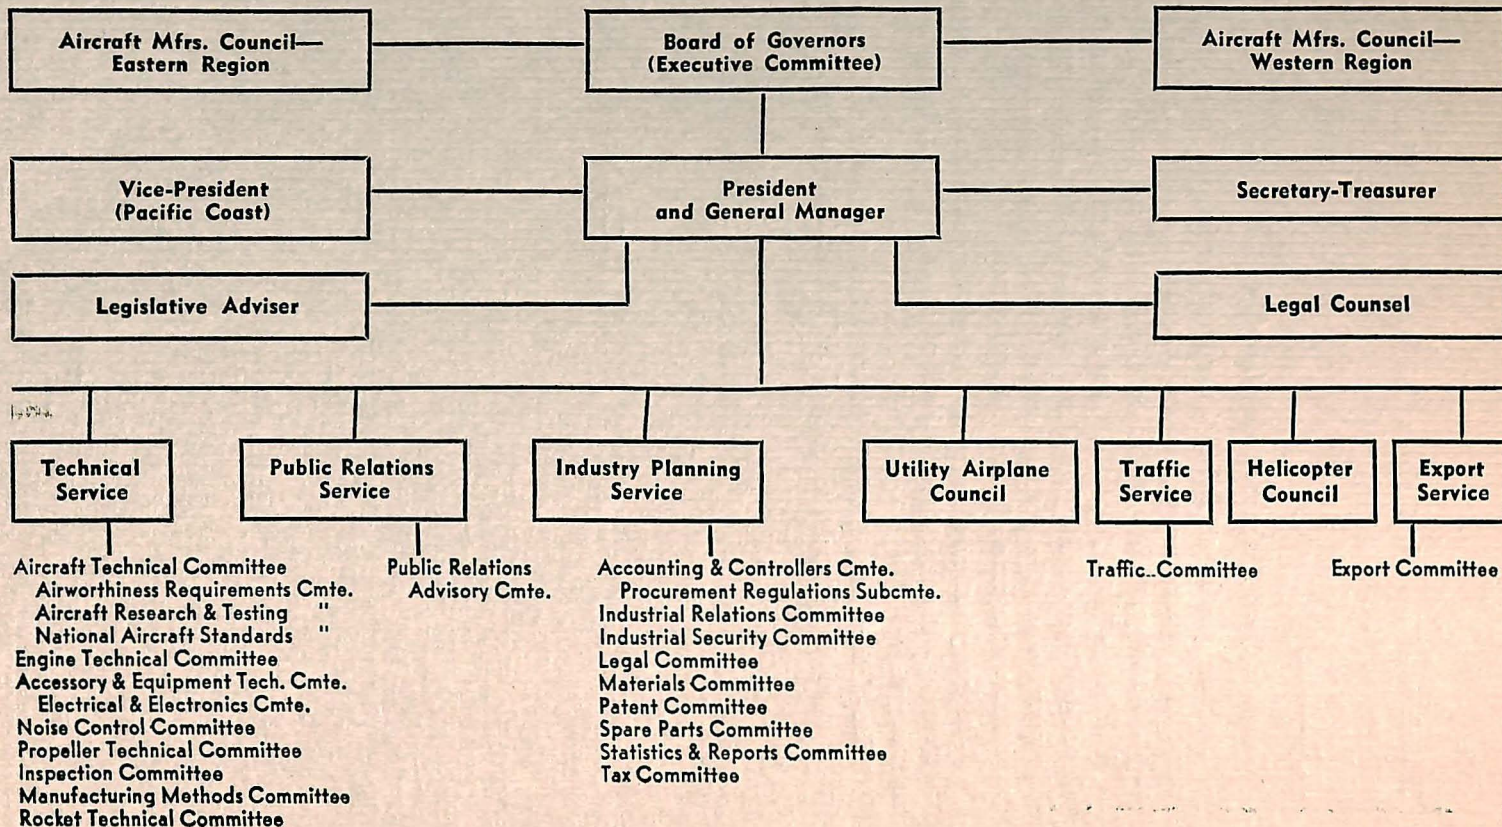 Aircraft Mfrs. Council—
Eastern Region
Board of Governors
(Executive Committee)
Aircraft Mfrs. Council—
Western Region
Vice-President
(Pacific Coast)
President
and General Manager
Secretary-Treasurer
Legislative Adviser
Legal Counsel
Technical
Service
Public Relations
Service
Industry Planning
Service
Utility Airplane
Council
Traffic
Service
Helicopter
Council
Export
Service
Aircraft Technical Committee
Airworthiness Requirements Cmte.
Aircraft Research & Testing "
National Aircraft Standards "
Engine Technical Committee
Accessory & Equipment Tech. Cmte.
Electrical & Electronics Cmte.
Noise Control Committee
Propeller Technical Committee
Inspection Committee
Manufacturing Methods Committee
Rocket Technical Committee
Public Relations
Advisory Cmte.
Accounting & Controllers Cmte.
Procurement Regulations Subcmte.
Industrial Relations Committee
Industrial Security Committee
Legal Committee
Materials Committee
Patent Committee
Spare Parts Committee
Statistics & Reports Committee
Tax Committee
Traffic Committee
Export Committee